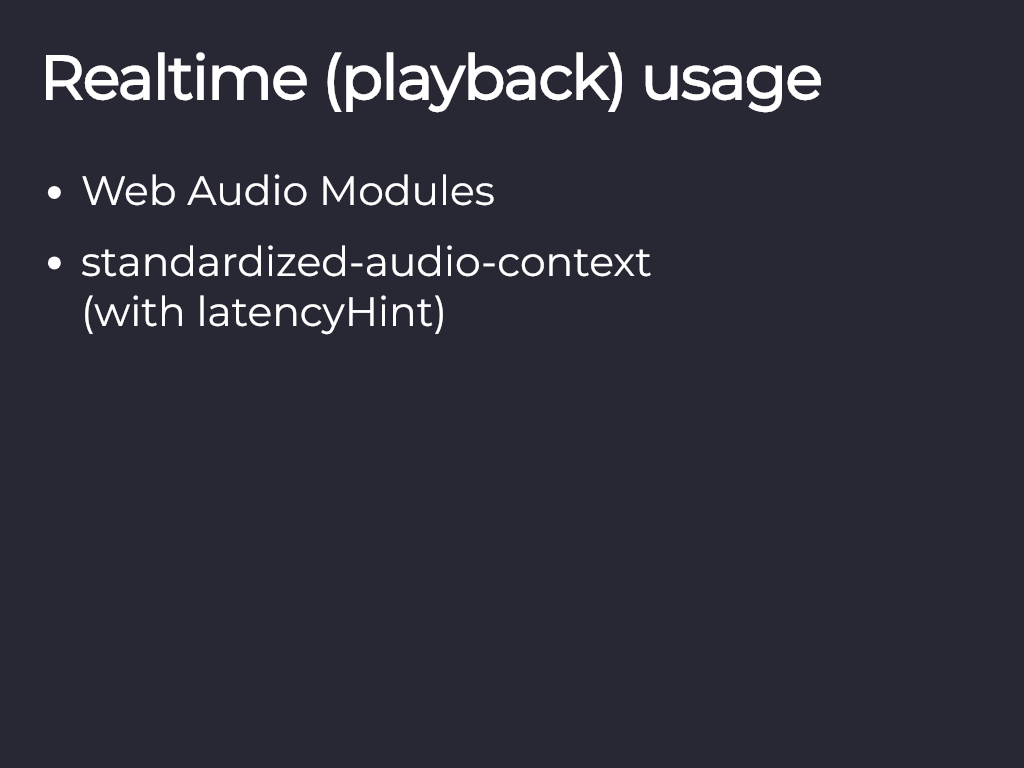 Realtime (playback) usage
• Web Audio Modules
• standardized-audio-context
(with latencyHint)